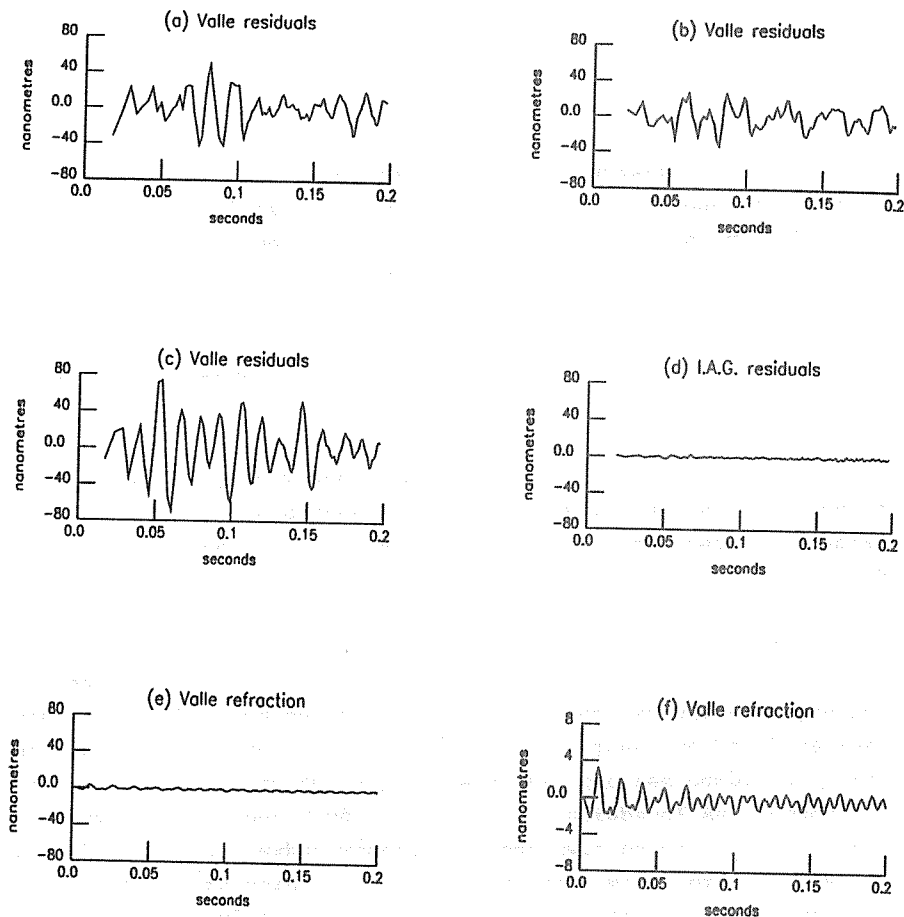 (a) Valle residuals
80
40
0.0
−40
−80
nanometres
0.0 0.05 0.1 0.15 0.2
seconds
(b) Valle residuals
80
40
0.0
−40
−80
nanometres
0.0 0.05 0.1 0.15 0.2
seconds
(c) Valle residuals
80
40
0.0
−40
−80
nanometres
0.0 0.05 0.1 0.15 0.2
seconds
(d) I.A.G. residuals
80
40
0.0
−40
−80
nanometres
0.0 0.05 0.1 0.15 0.2
seconds
(e) Valle refraction
80
40
0.0
−40
−80
nanometres
0.0 0.05 0.1 0.15 0.2
seconds
(f) Valle refraction
8
4
0.0
−4
−8
nanometres
0.0 0.05 0.1 0.15 0.2
seconds